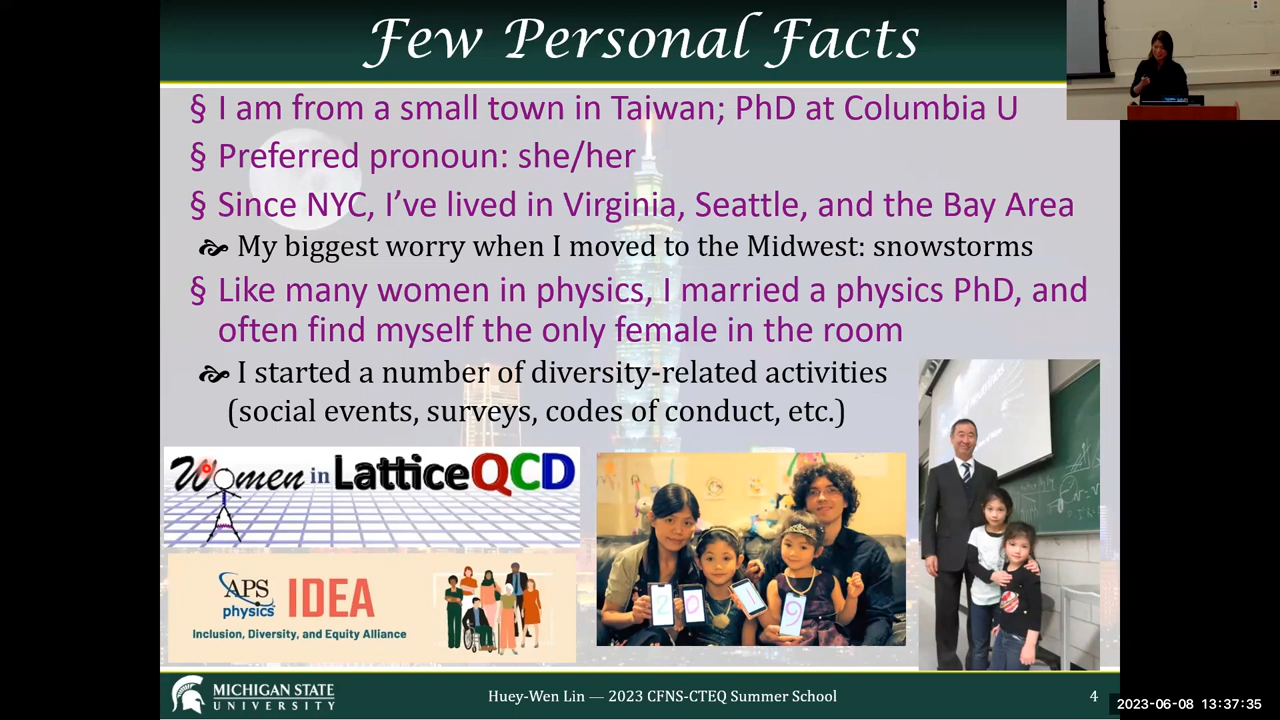 Few Personal Facts
§ I am from a small town in Taiwan; PhD at Columbia U
§ Preferred pronoun: she/her
§ Since NYC, I’ve lived in Virginia, Seattle, and the Bay Area
My biggest worry when I moved to the Midwest: snowstorms
§ Like many women in physics, I married a physics PhD, and
often find myself the only female in the room
I started a number of diversity-related activities
(social events, surveys, codes of conduct, etc.)
Women in LatticeQCD
APS
physics
IDEA
Inclusion, Diversity, and Equity Alliance
2 0 1 9
MICHIGAN STATE
UNIVERSITY
Huey-Wen Lin — 2023 CFNS-CTEQ Summer School
4
2023-06-08 13:37:35